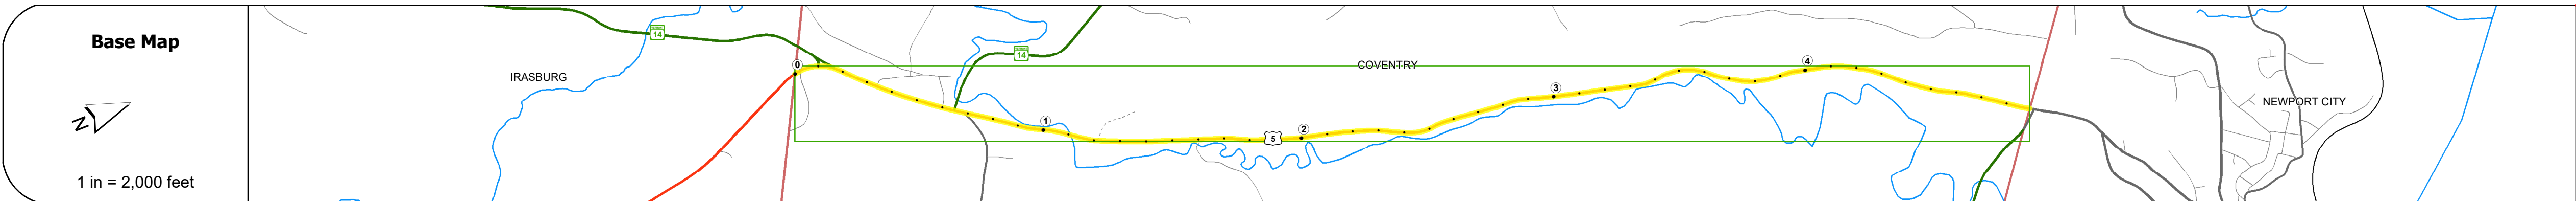 Base Map
N
1 in = 2,000 feet
IRASBURG
14
0
14
1
5
2
COVENTRY
3
4
NEWPORT CITY